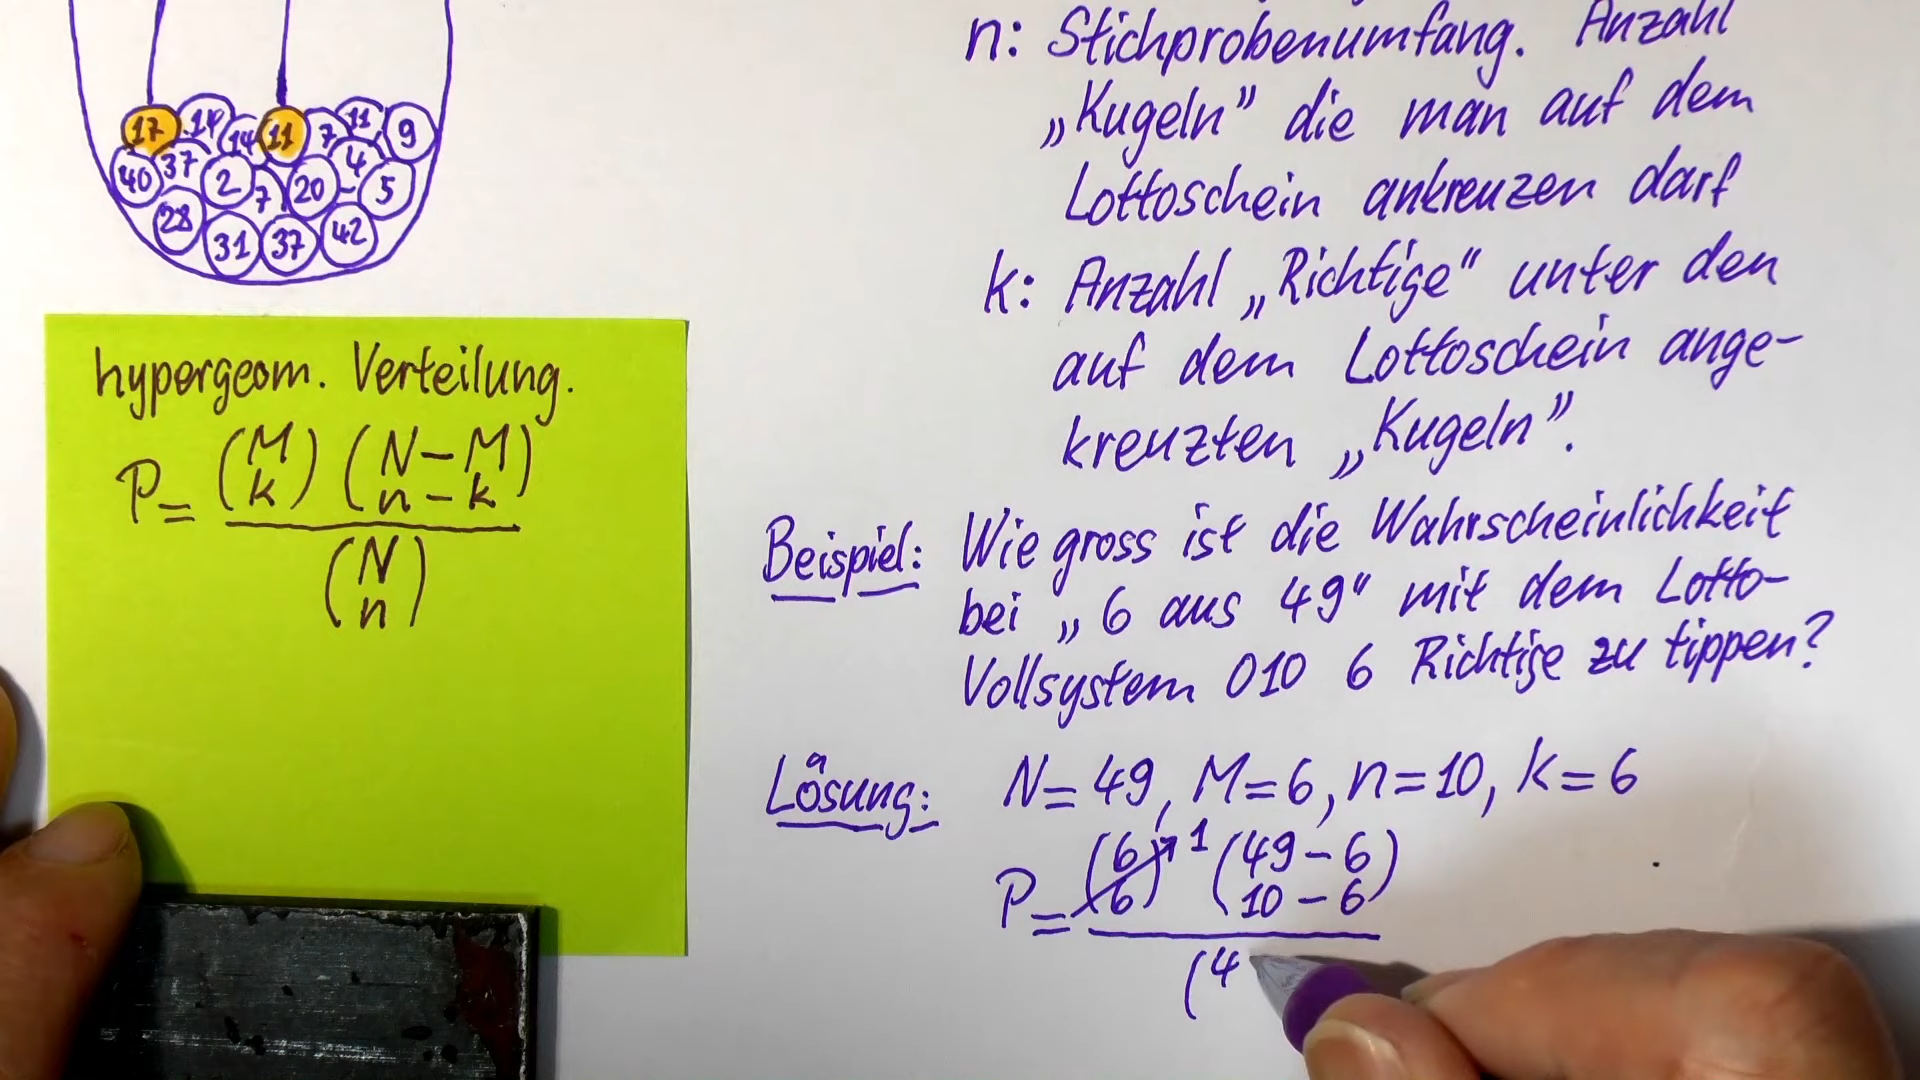 17 14 14 11 7 11 9
40 37 2 7 20 4 5
28 31 37 42
hypergeom. Verteilung.
P = (M k) (N - M n - k)
(N n)
n: Stichprobenumfang. Anzahl
„Kugeln” die man auf dem
Lottoschein ankreuzen darf
k: Anzahl „Richtige" unter den
auf dem Lottoschein ange-
kreuzten „Kugeln”.
Beispiel: Wie gross ist die Wahrscheinlichkeit
bei „6 aus 49" mit dem Lotto-
Vollsystem 010 6 Richtige zu tippen?
Lösung: N = 49, M = 6, n = 10, k = 6
P = (6 6) 1 (49 - 6 10 - 6)
(4